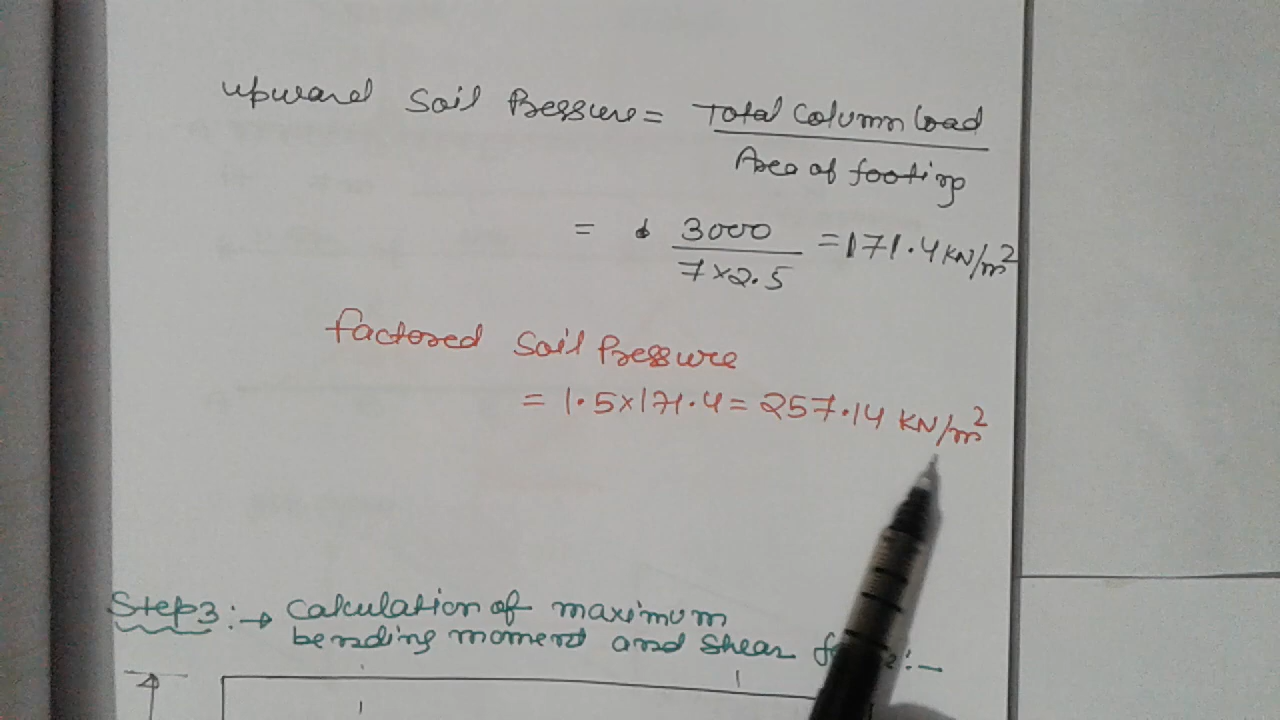 upward Soil Pressure = Total Column load
Area of footing
= 3000 = 171.4 KN/m²
7×2.5
factored Soil Pressure
= 1.5×171.4 = 257.14 KN/m²
Step3:→ Calculation of maximum
bending moment and shear